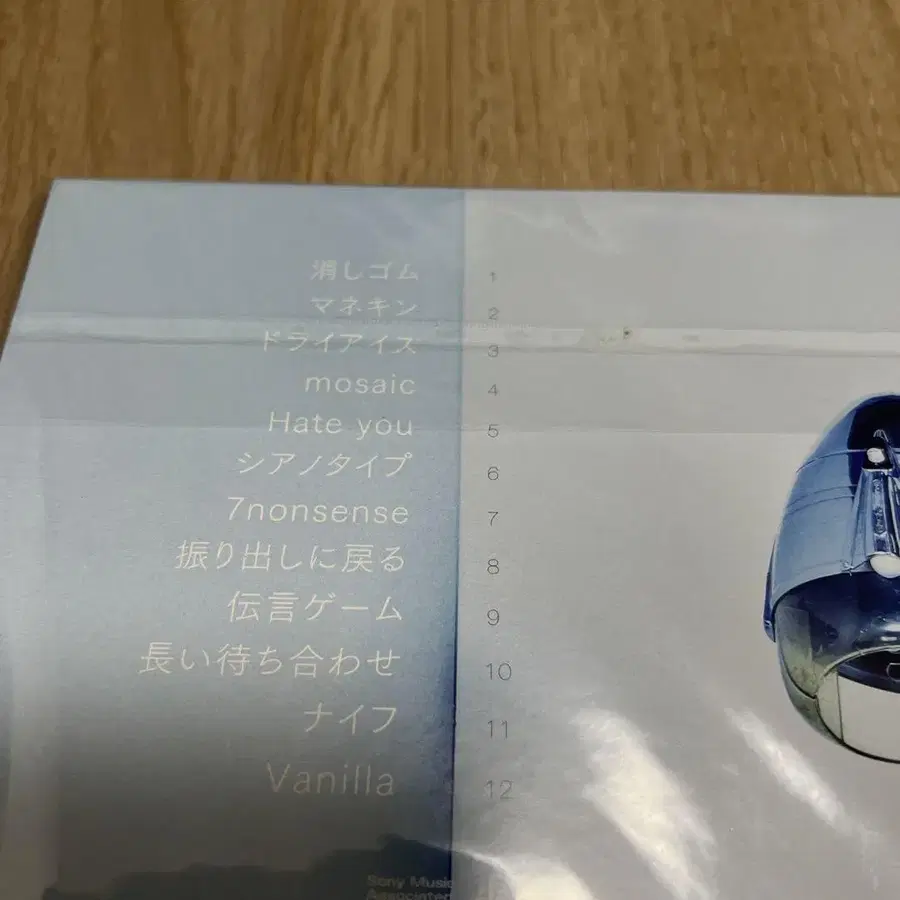 消しゴム 1
マネキン 2
ドライアイス 3
mosaic 4
Hate you 5
シアノタイプ 6
7nonsense 7
振り出しに戻る 8
伝言ゲーム 9
長い待ち合わせ 10
ナイフ 11
Vanilla 12
Sony Music